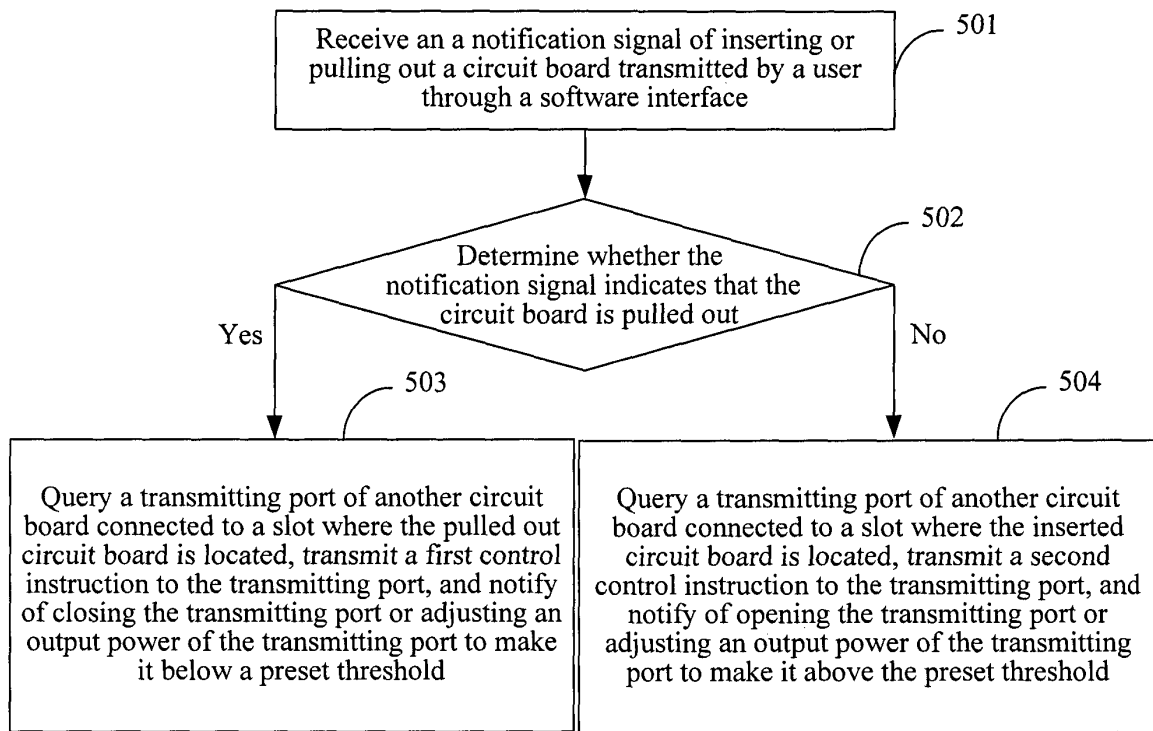 Receive an a notification signal of inserting or
pulling out a circuit board transmitted by a user
through a software interface
501
502
Determine whether the
notification signal indicates that the
circuit board is pulled out
Yes
No
503
504
Query a transmitting port of another circuit
board connected to a slot where the pulled out
circuit board is located, transmit a first control
instruction to the transmitting port, and notify
of closing the transmitting port or adjusting an
output power of the transmitting port to make
it below a preset threshold
Query a transmitting port of another circuit
board connected to a slot where the inserted
circuit board is located, transmit a second
control instruction to the transmitting port, and
notify of opening the transmitting port or
adjusting an output power of the transmitting
port to make it above the preset threshold